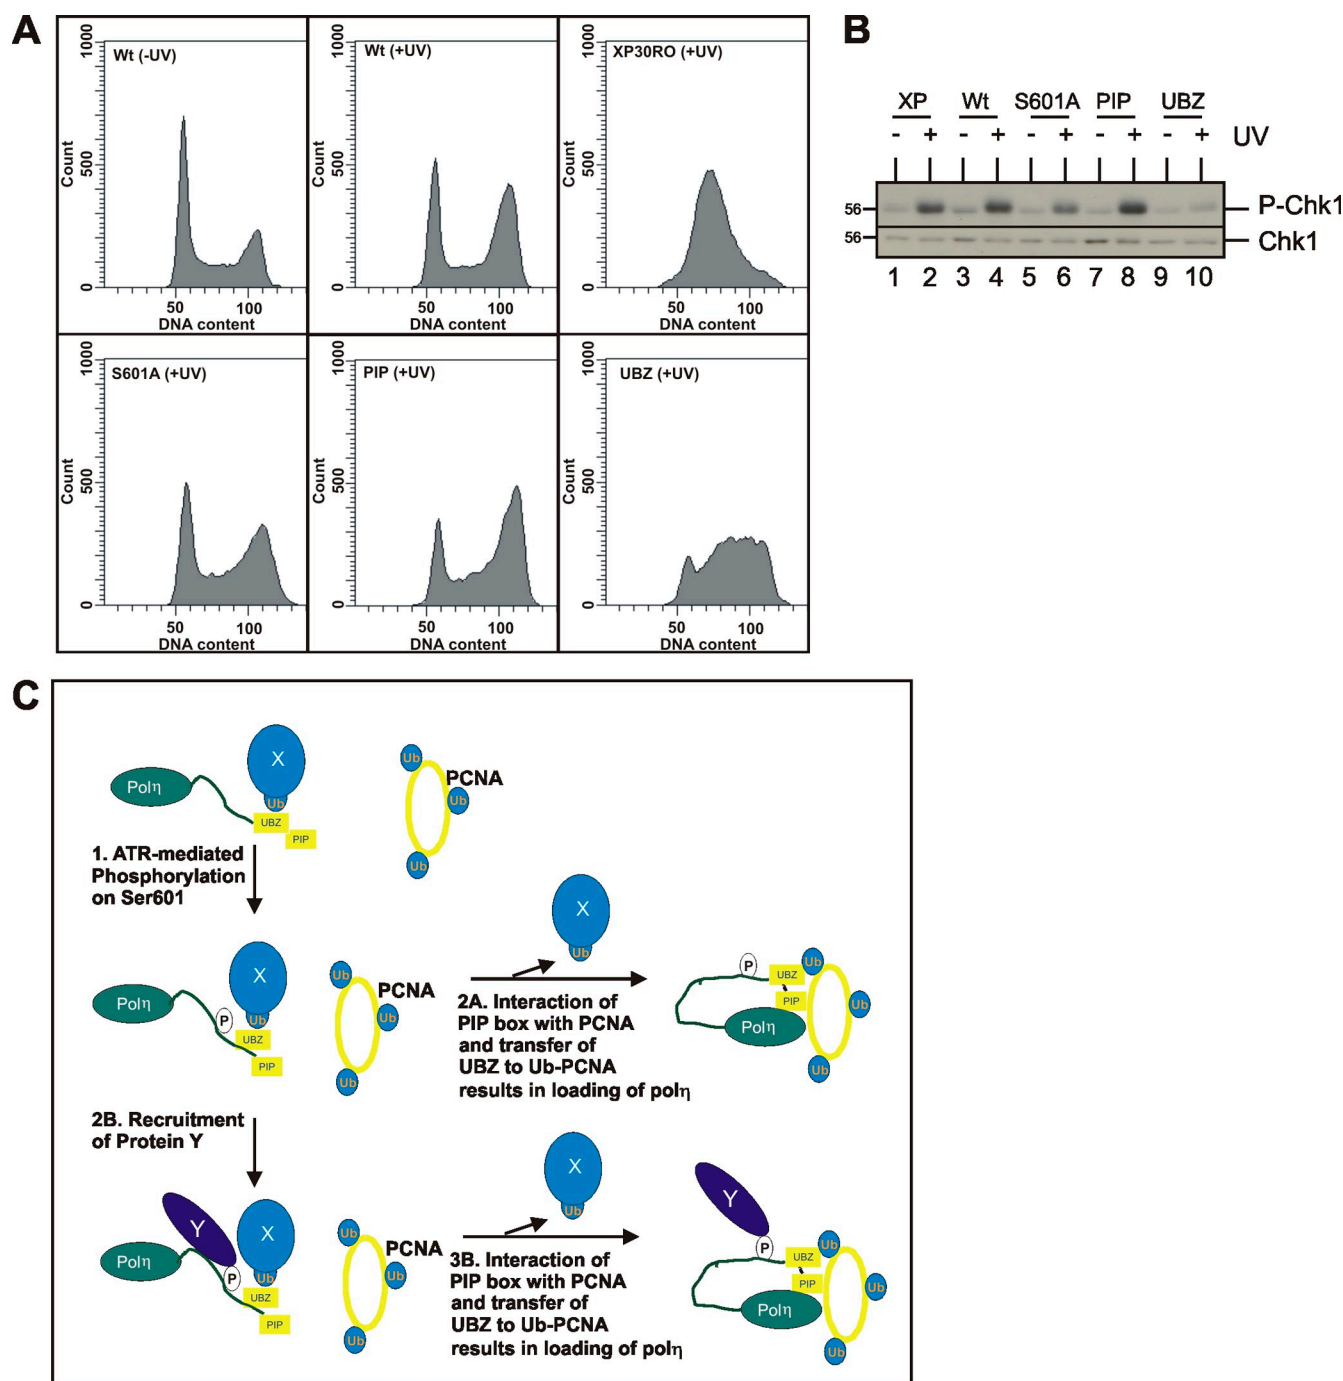 A
Wt (-UV)
1000
500
0
Count
50 100
DNA content
Wt (+UV)
1000
500
0
Count
50 100
DNA content
XP30RO (+UV)
1000
500
0
Count
50 100
DNA content
S601A (+UV)
1000
500
0
Count
50 100
DNA content
PIP (+UV)
1000
500
0
Count
50 100
DNA content
UBZ (+UV)
1000
500
0
Count
50 100
DNA content
B
XP Wt S601A PIP UBZ
- + - + - + - + - + UV
56 P-Chk1
56 Chk1
1 2 3 4 5 6 7 8 9 10
C
Polη
X
Ub
UBZ
PIP
Ub
PCNA
Ub
Ub
1. ATR-mediated
Phosphorylation
on Ser601
Polη
P
X
Ub
UBZ
PIP
Ub
PCNA
Ub
Ub
X
Ub
2A. Interaction of
PIP box with PCNA
and transfer of
UBZ to Ub-PCNA
results in loading of polη
P
UBZ
PIP
Polη
Ub
Ub
Ub
2B. Recruitment
of Protein Y
Polη
Y
P
X
Ub
UBZ
PIP
Ub
PCNA
Ub
Ub
X
Ub
3B. Interaction of
PIP box with PCNA
and transfer of
UBZ to Ub-PCNA
results in loading of polη
Y
P
UBZ
PIP
Polη
Ub
Ub
Ub